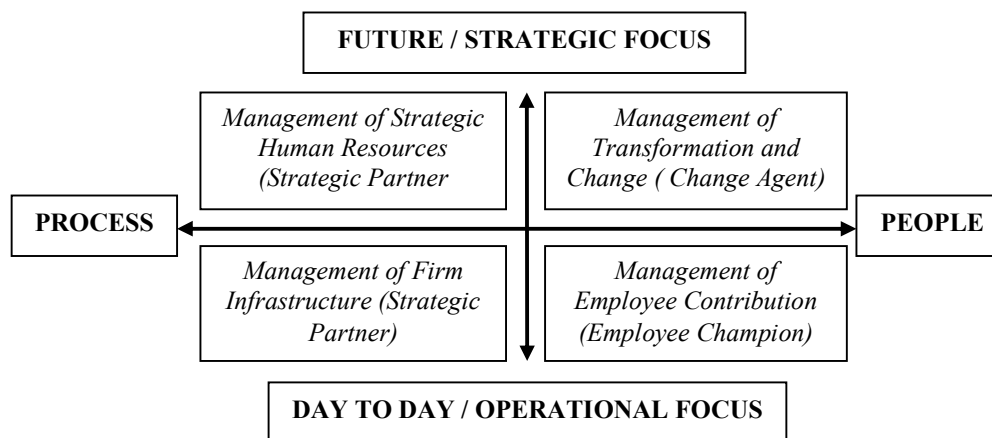 FUTURE / STRATEGIC FOCUS
Management of Strategic
Human Resources
(Strategic Partner
Management of
Transformation and
Change ( Change Agent)
PROCESS
PEOPLE
Management of Firm
Infrastructure (Strategic
Partner)
Management of
Employee Contribution
(Employee Champion)
DAY TO DAY / OPERATIONAL FOCUS